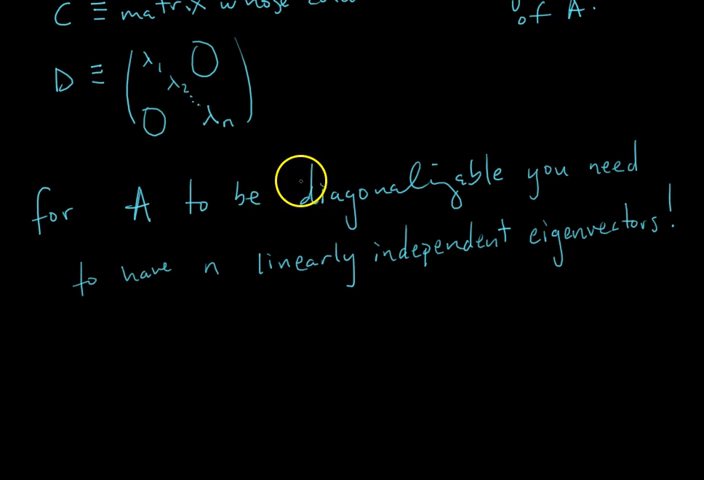 C ≡ matrix whose
of A.
D ≡ ( λ₁ 0 λ₂ ⋱ 0 λₙ )
for A to be diagonalizable you need
to have n linearly independent eigenvectors!